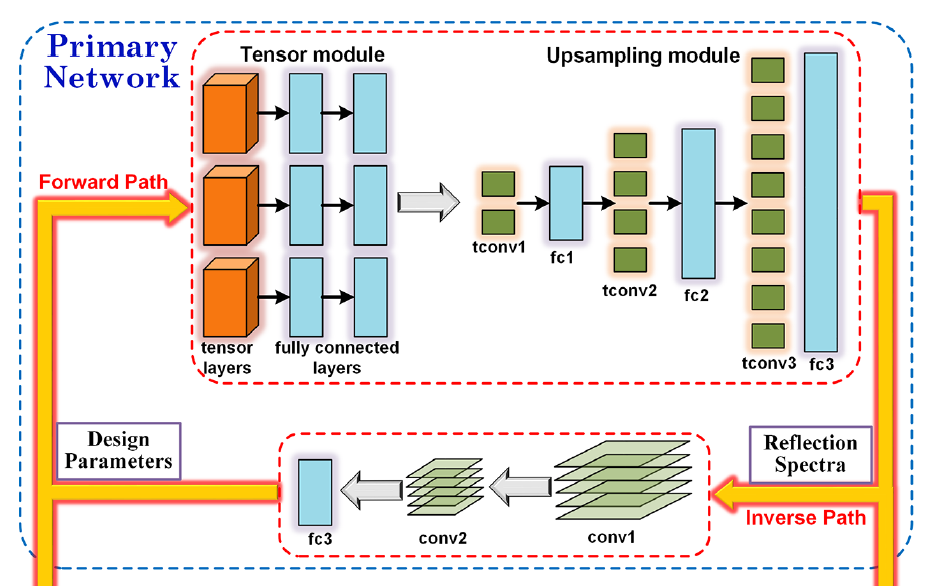 Primary
Network
Tensor module
Upsampling module
Forward Path
tconv1
fc1
tconv2
fc2
tconv3
fc3
tensor
layers
fully connected
layers
Design
Parameters
Reflection
Spectra
Inverse Path
fc3
conv2
conv1